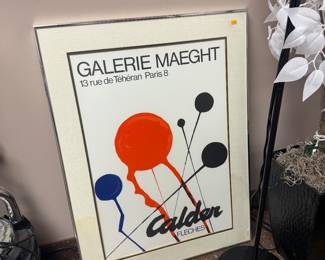 GALERIE MAEGHT
13 rue de Téhéran Paris 8
Calder
FLECHES